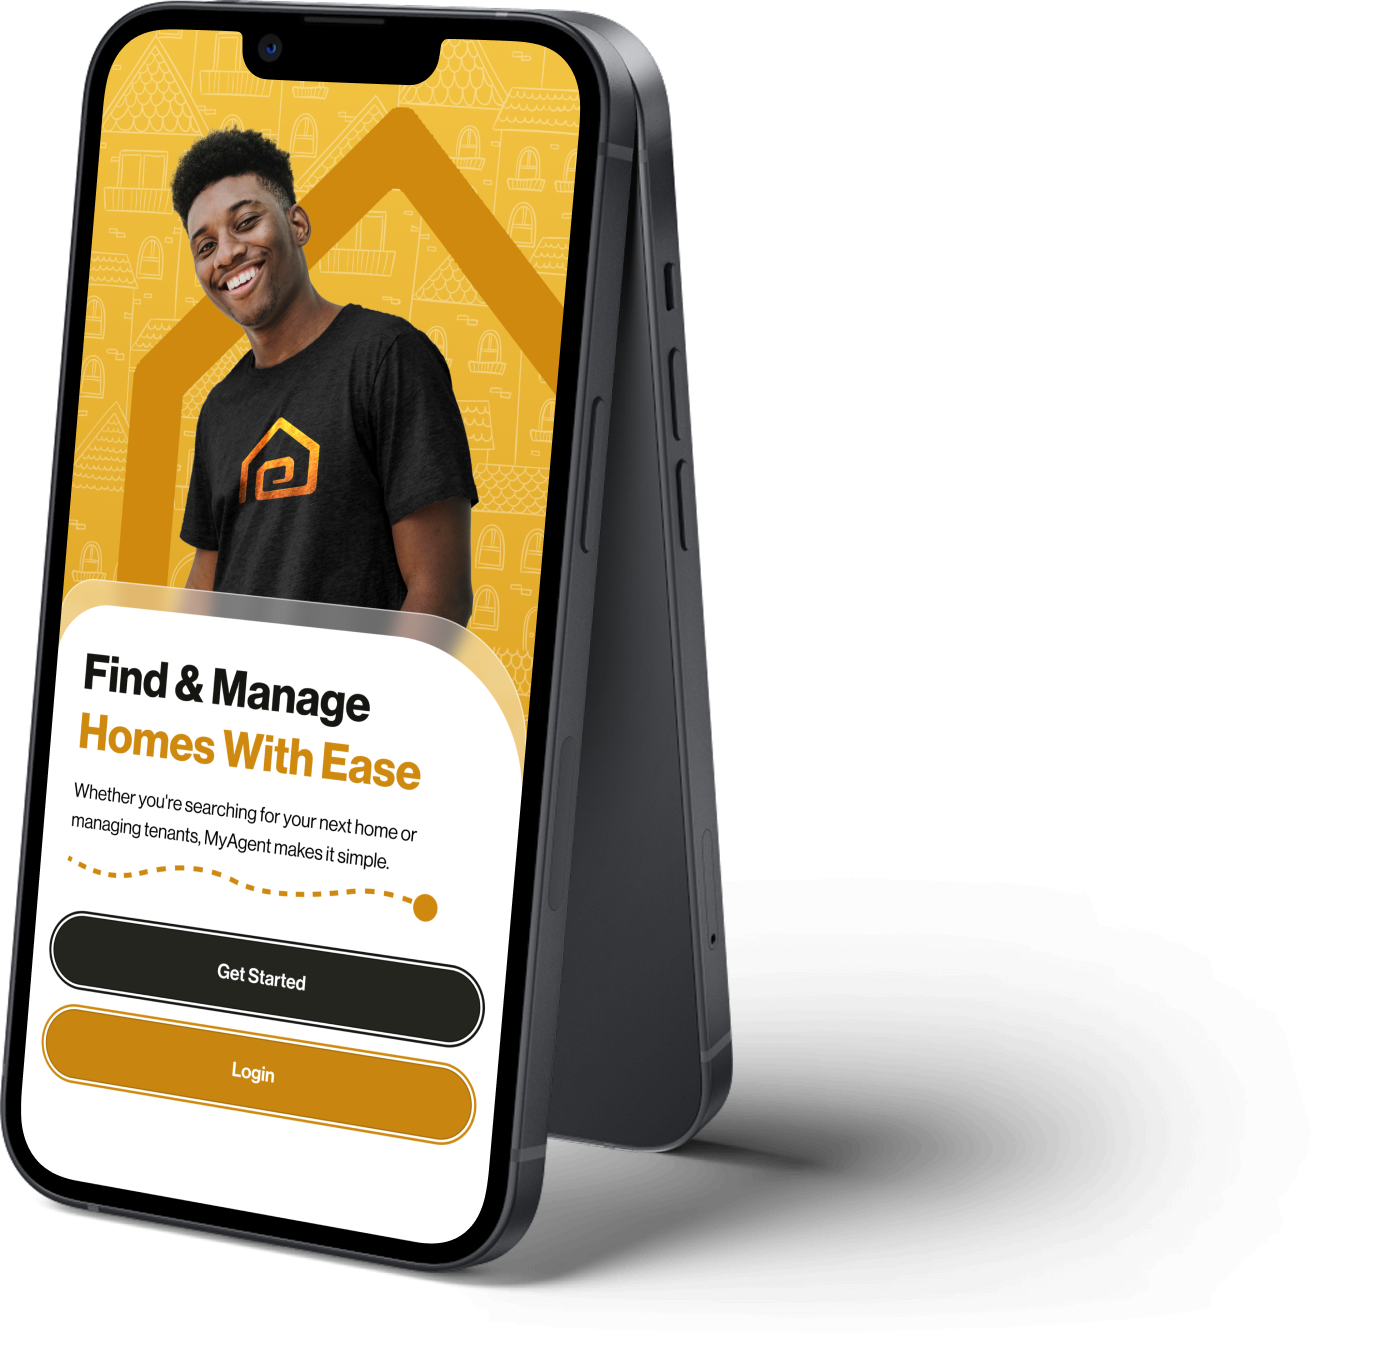 Find & Manage
Homes With Ease
Whether you're searching for your next home or
managing tenants, MyAgent makes it simple.
Get Started
Login